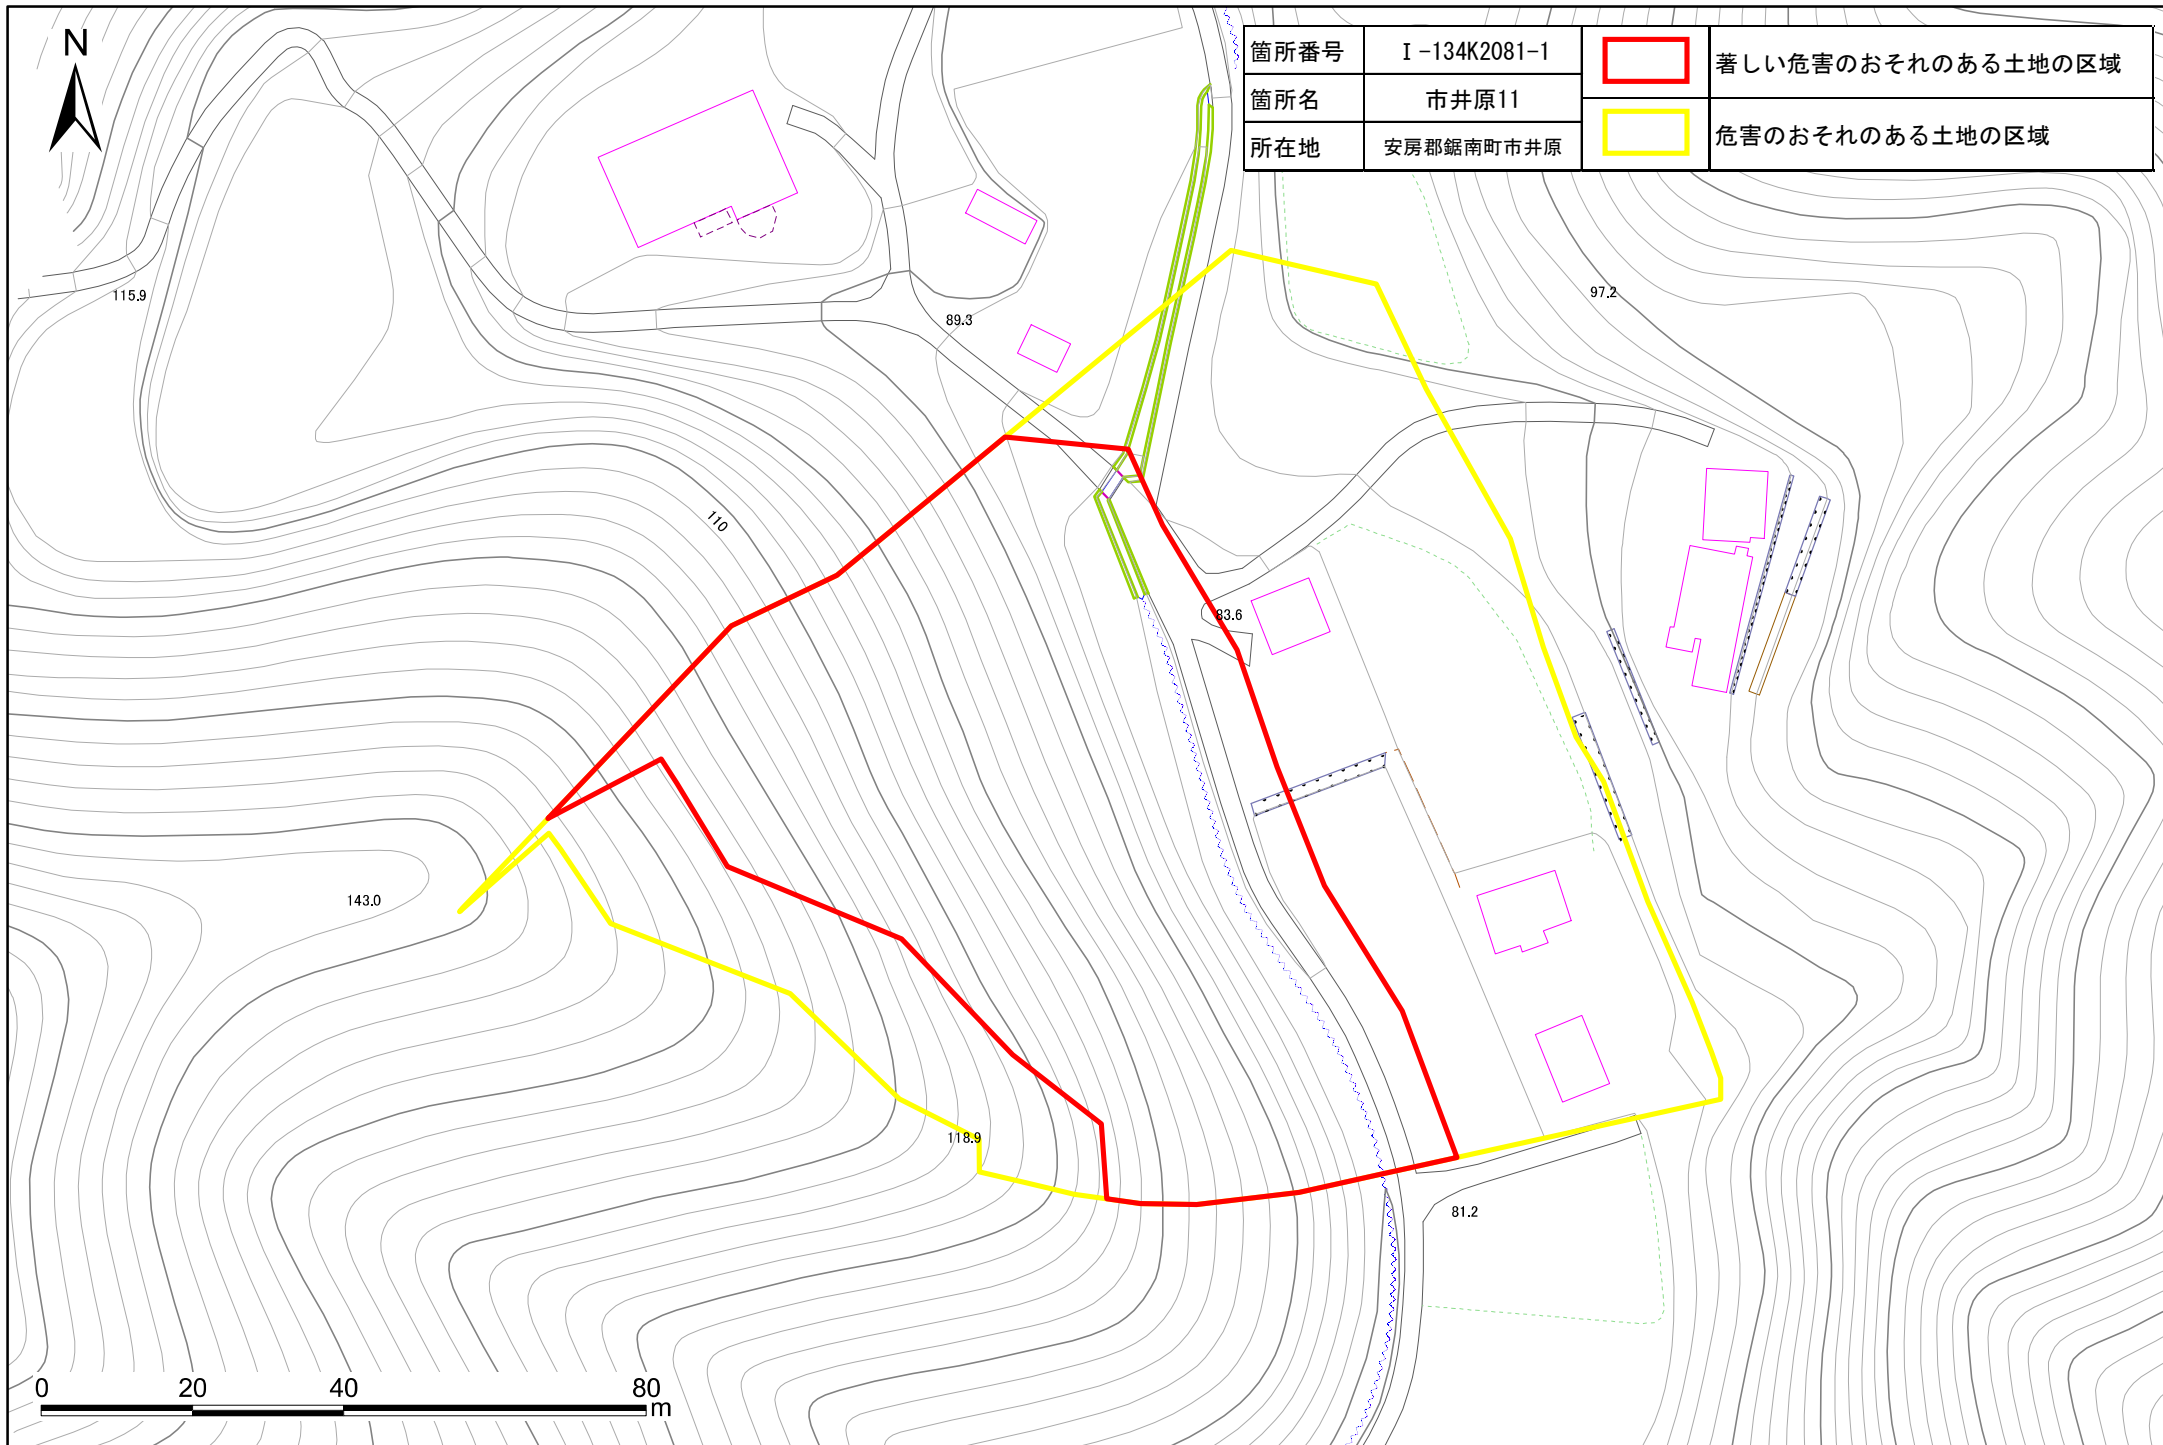 N
箇所番号 Ⅰ-134K2081-1
箇所名 市井原11
所在地 安房郡鋸南町市井原
著しい危害のおそれのある土地の区域
危害のおそれのある土地の区域
115.9
89.3
97.2
110
83.6
143.0
118.9
81.2
0 20 40 80
m